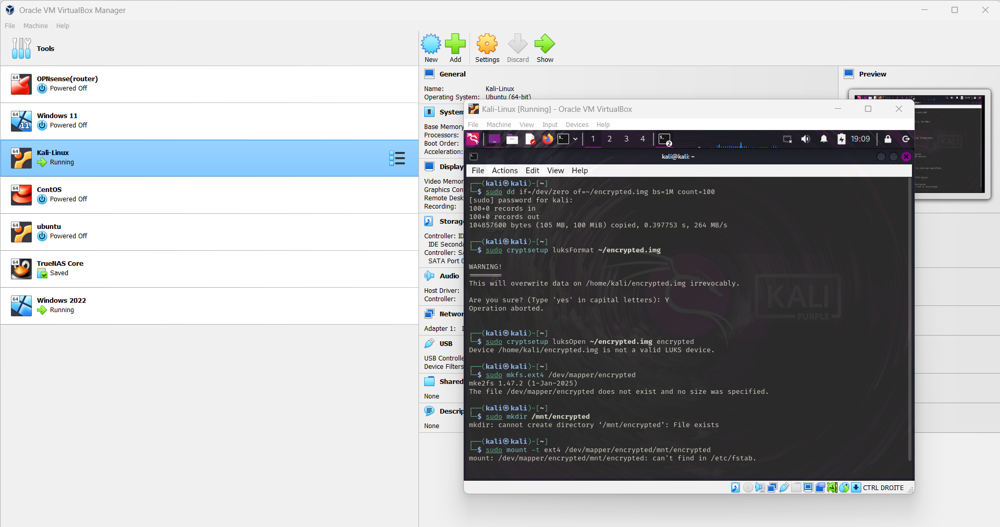 Oracle VM VirtualBox Manager
File Machine Help
Tools
New Add Settings Discard Show
64
OPNsense(router)
Powered Off
64
11
Windows 11
Powered Off
64
Kali-Linux
Running
64
CentOS
Powered Off
64
ubuntu
Powered Off
64
TrueNAS Core
Saved
64
Windows 2022
Running
General
Name: Kali-Linux
Operating System: Ubuntu (64-bit)
System
Base Memory
Processors:
Boot Order:
Acceleration:
Display
Video Memor
Graphics Con
Remote Desk
Recording:
Storag
Controller: ID
IDE Seconda
Controller: SA
SATA Port 0
Audio
Host Driver:
Controller:
Networ
Adapter 1: I
USB
USB Controlle
Device Filters
Shared
None
Descrip
None
Preview
Kali-Linux [Running] - Oracle VM VirtualBox
File Machine View Input Devices Help
1 2 3 4 2 19:09
kali@kali: ~
File Actions Edit View Help
┌──(kali㉿kali)-[~]
└─$ sudo dd if=/dev/zero of=~/encrypted.img bs=1M count=100
[sudo] password for kali:
100+0 records in
100+0 records out
104857600 bytes (105 MB, 100 MiB) copied, 0.397753 s, 264 MB/s
┌──(kali㉿kali)-[~]
└─$ sudo cryptsetup luksFormat ~/encrypted.img
WARNING!
========
This will overwrite data on /home/kali/encrypted.img irrevocably.
Are you sure? (Type 'yes' in capital letters): Y
Operation aborted.
┌──(kali㉿kali)-[~]
└─$ sudo cryptsetup luksOpen ~/encrypted.img encrypted
Device /home/kali/encrypted.img is not a valid LUKS device.
┌──(kali㉿kali)-[~]
└─$ sudo mkfs.ext4 /dev/mapper/encrypted
mke2fs 1.47.2 (1-Jan-2025)
The file /dev/mapper/encrypted does not exist and no size was specified.
┌──(kali㉿kali)-[~]
└─$ sudo mkdir /mnt/encrypted
mkdir: cannot create directory ‘/mnt/encrypted’: File exists
┌──(kali㉿kali)-[~]
└─$ sudo mount -t ext4 /dev/mapper/encrypted/mnt/encrypted
mount: /dev/mapper/encrypted/mnt/encrypted: can't find in /etc/fstab.
KALI
PURPLE
CTRL DROITE